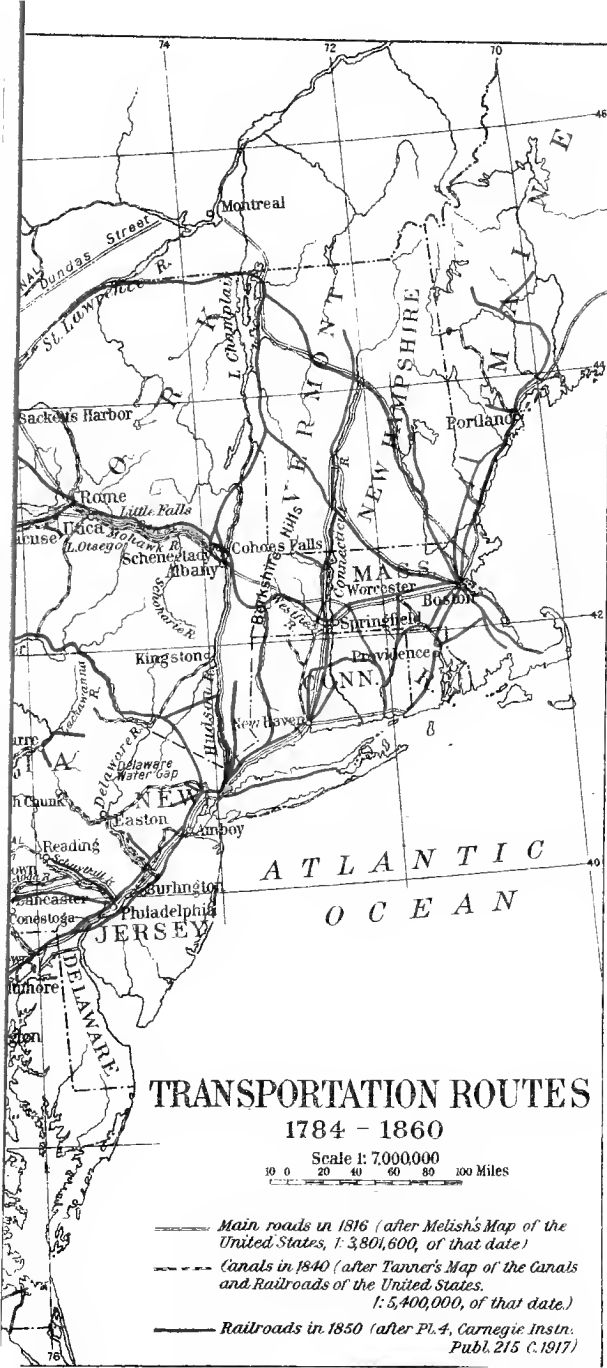 74
72
70
46
MAINE
Montreal
Dundas Street
St. Lawrence R.
L. Champlain
VERMONT
NEW HAMPSHIRE
44
Sackets Harbor
Portland
YORK
Rome
Little Falls
Utica
Mohawk R.
L. Otsego
Cohoes Falls
Schenectady
Albany
Schoharie R.
Berkshire Hills
Connecticut R.
MASS.
Worcester
Boston
Westfield R.
Springfield
42
Kingston
Providence
CONN.
R. I.
Hudson R.
New Haven
Lackawanna R.
Delaware R.
Delaware
Water Gap
NEW
Easton
Amboy
Reading
Schuylkill R.
ATLANTIC
40
OCEAN
Burlington
Lancaster
Philadelphia
Conestoga
JERSEY
DELAWARE
TRANSPORTATION ROUTES
1784 – 1860
Scale 1: 7,000,000
10 0 20 40 60 80 100 Miles
Main roads in 1816 (after Melish's Map of the
United States, 1: 3,801,600, of that date)
Canals in 1840 (after Tanner's Map of the Canals
and Railroads of the United States.
1: 5,400,000, of that date.)
Railroads in 1850 (after Pl. 4, Carnegie Instn.
Publ. 215 C. 1917)
76